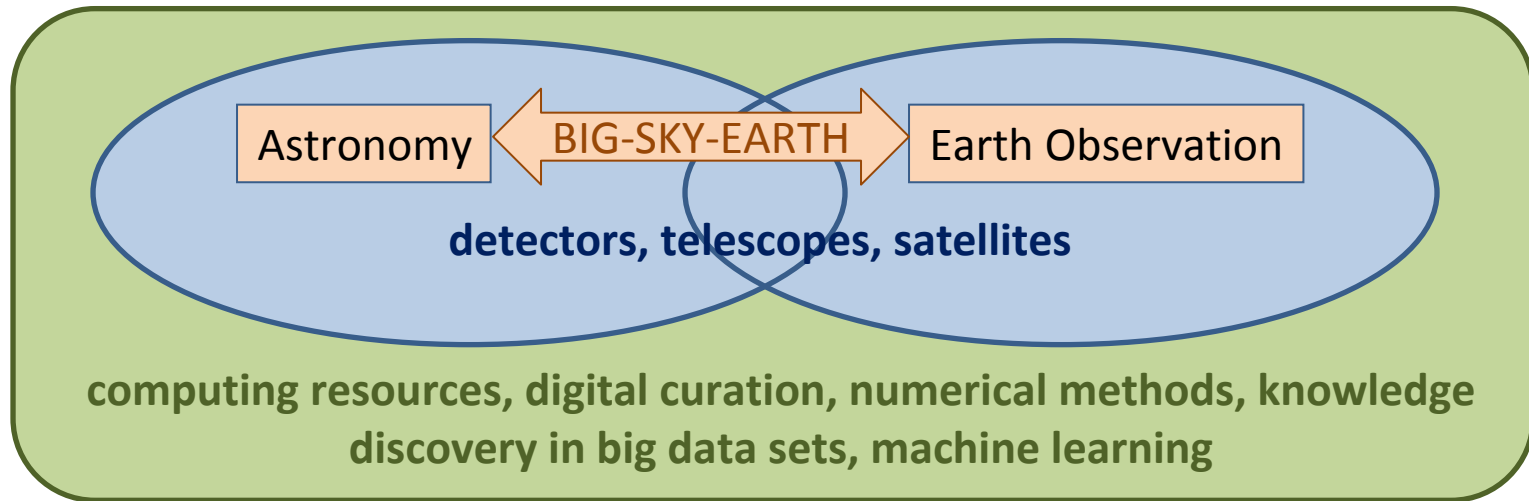 Astronomy
BIG-SKY-EARTH
Earth Observation
detectors, telescopes, satellites
computing resources, digital curation, numerical methods, knowledge
discovery in big data sets, machine learning